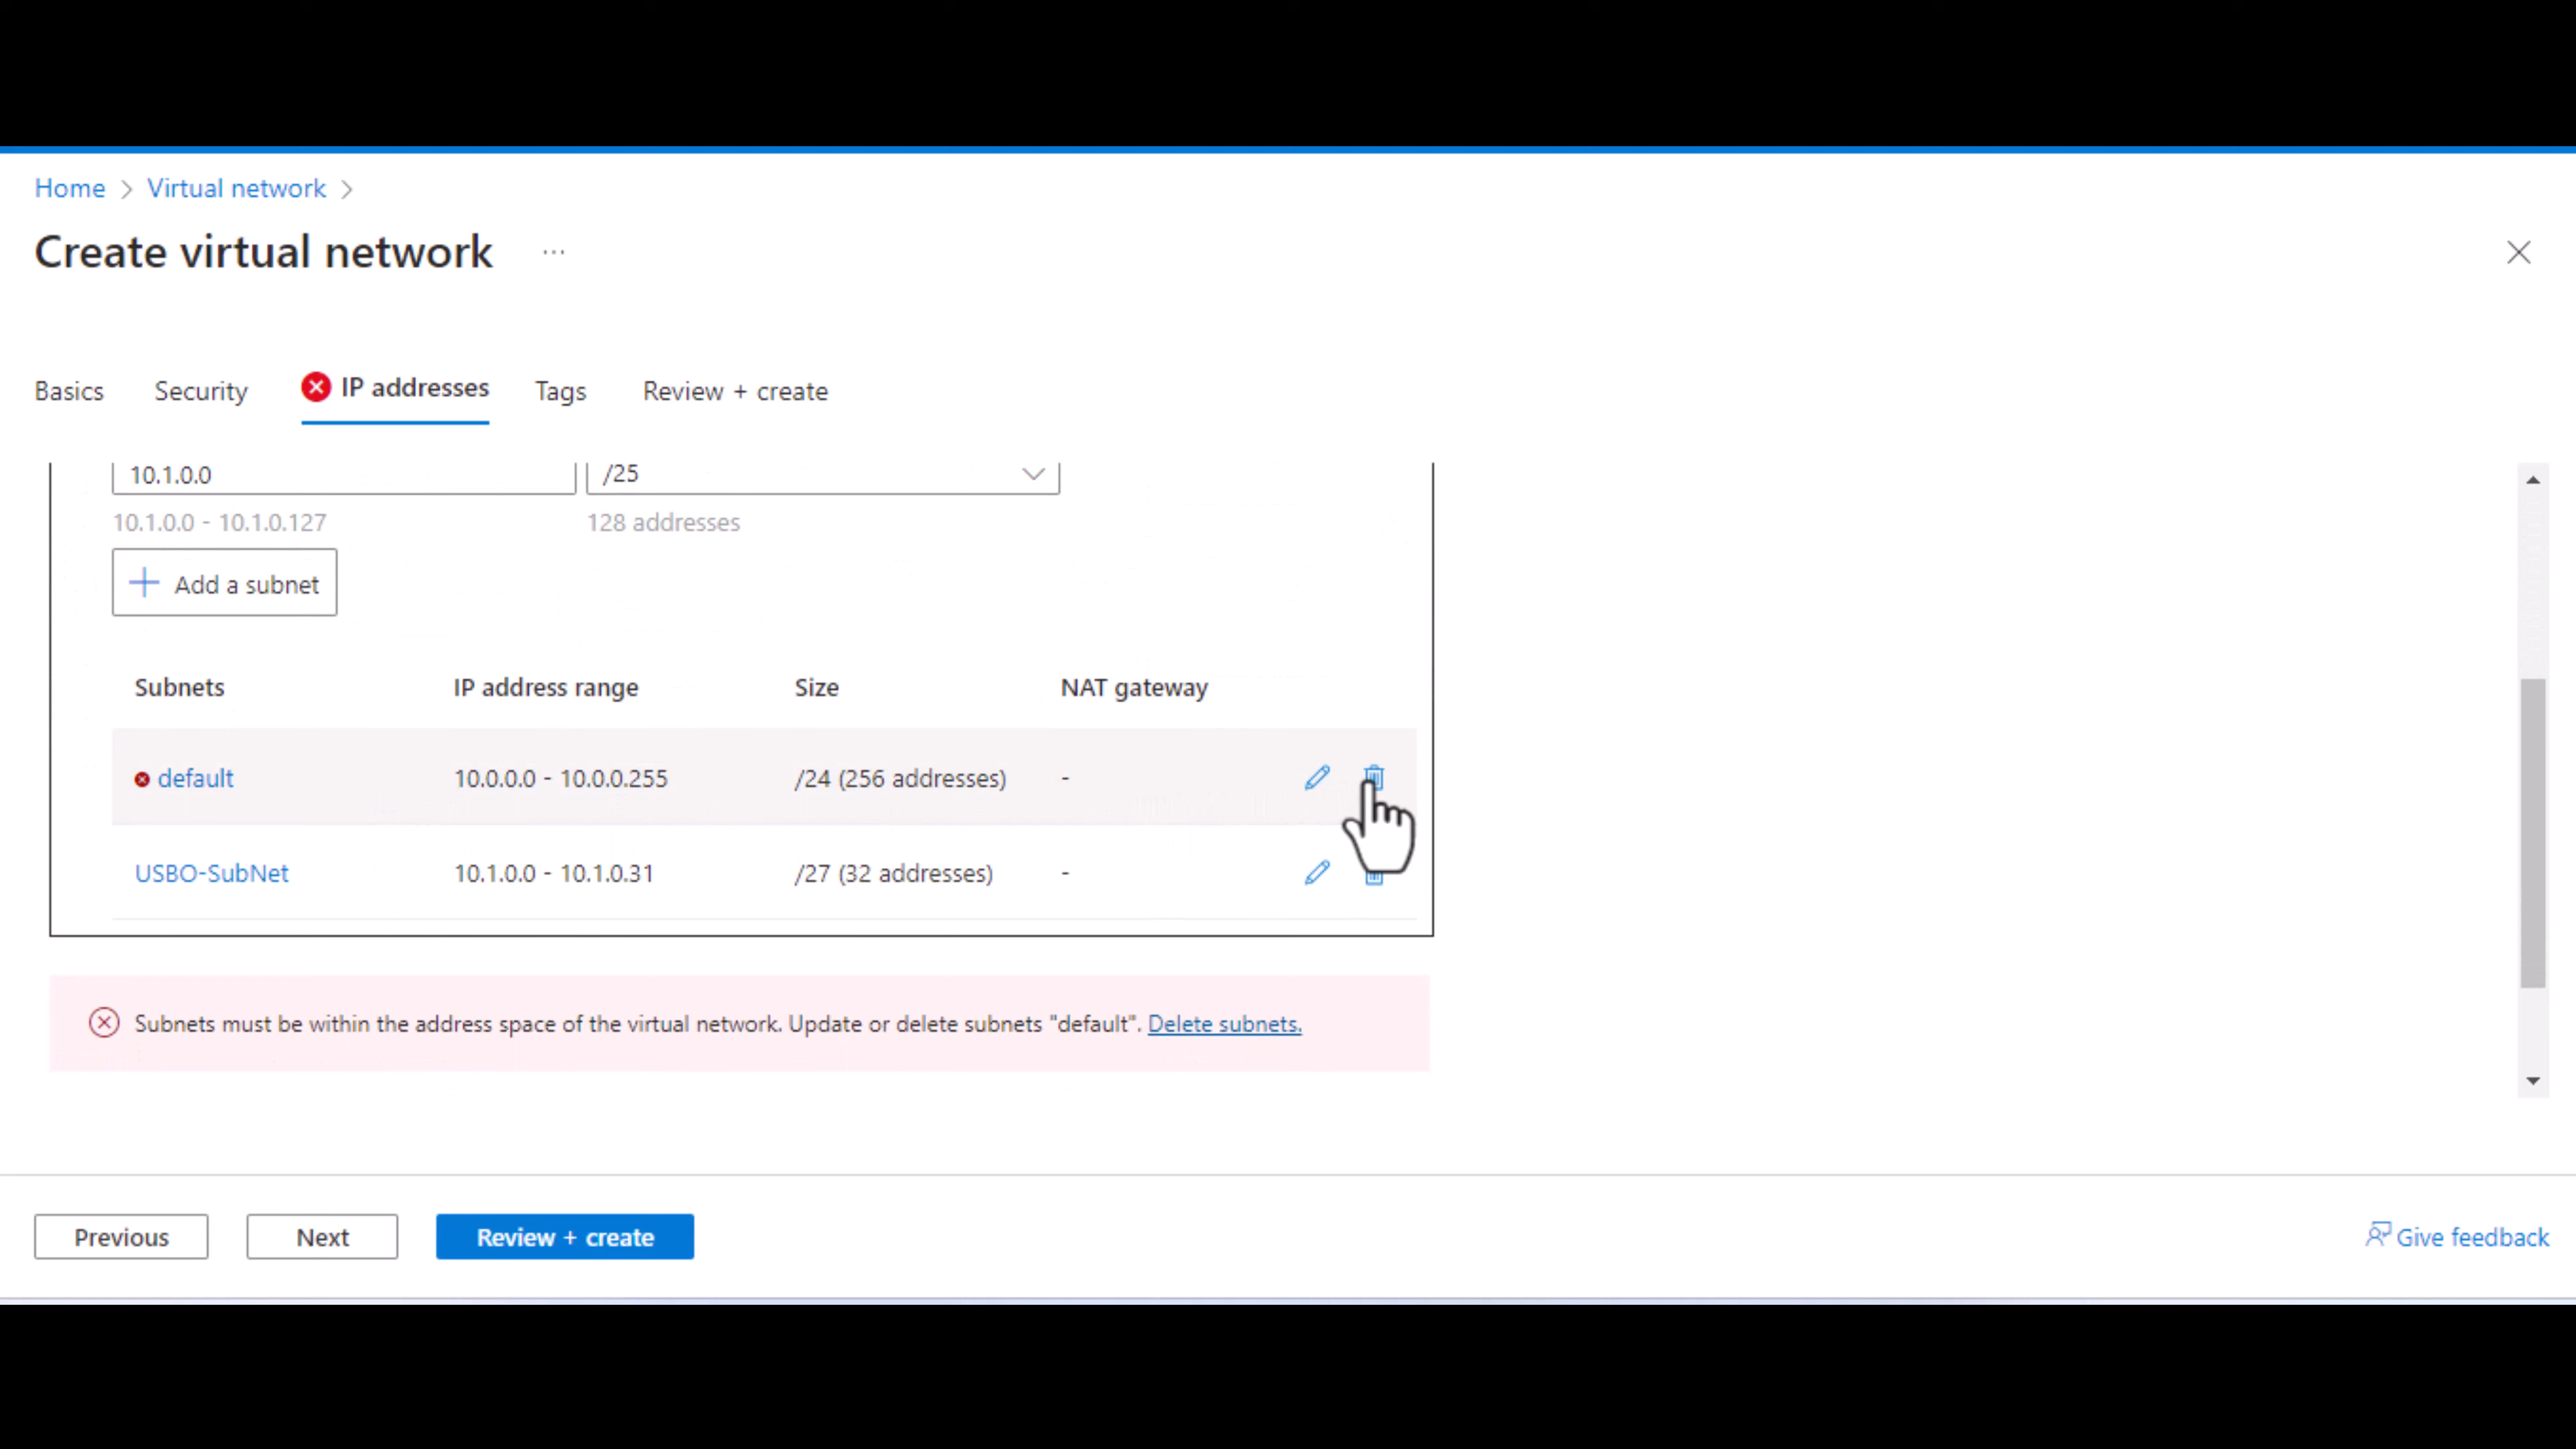 Home > Virtual network >
Create virtual network ...
Basics Security IP addresses Tags Review + create
10.1.0.0 /25
10.1.0.0 - 10.1.0.127 128 addresses
+ Add a subnet
Subnets IP address range Size NAT gateway
default 10.0.0.0 - 10.0.0.255 /24 (256 addresses) -
USBO-SubNet 10.1.0.0 - 10.1.0.31 /27 (32 addresses) -
Subnets must be within the address space of the virtual network. Update or delete subnets "default". Delete subnets.
Previous Next Review + create Give feedback